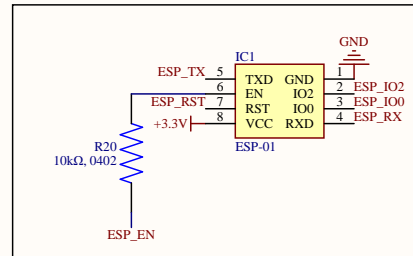 GND
IC1
ESP_TX 5 TXD GND 1
6 EN IO2 2 ESP_IO2
ESP_RST 7 RST IO0 3 ESP_IO0
+3.3V 8 VCC RXD 4 ESP_RX
ESP-01
R20
10kΩ, 0402
ESP_EN